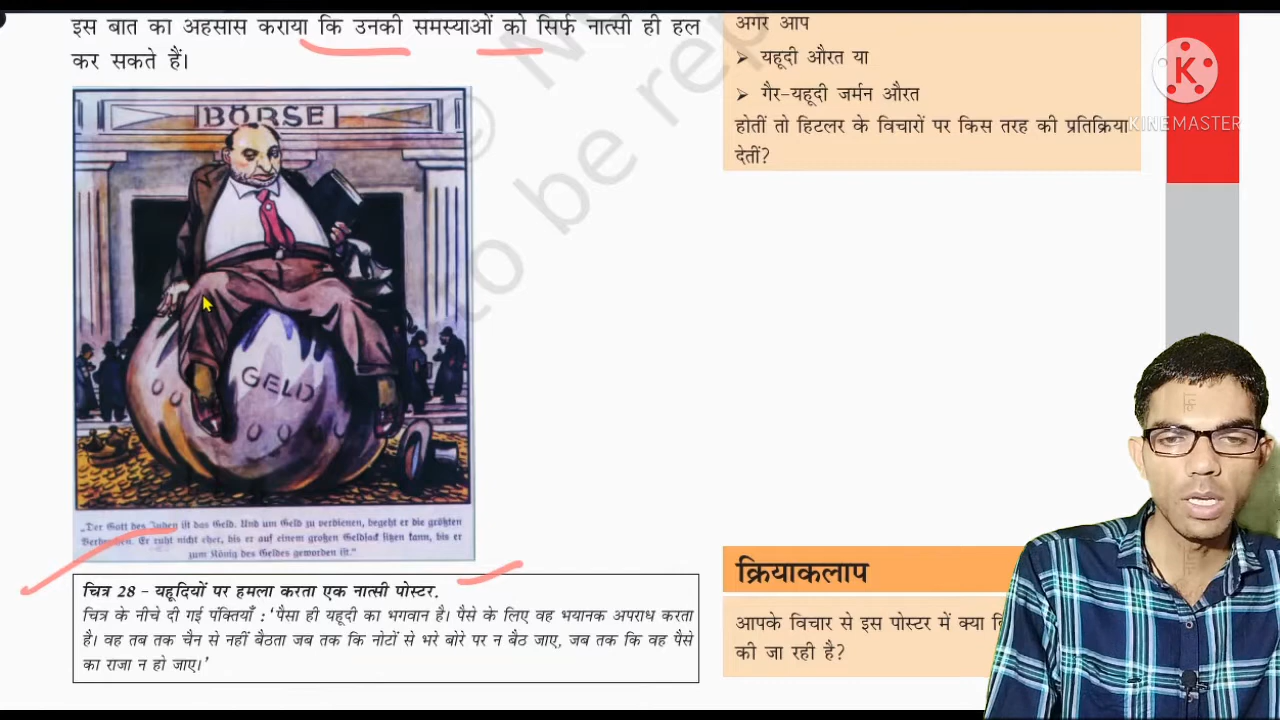 इस बात का अहसास कराया कि उनकी समस्याओं को सिर्फ नात्सी ही हल
कर सकते हैं।
BÖRSE
GELD
„Der Gott des Juden ist das Geld. Und um Geld zu verdienen, begeht er die größten
Verbrechen. Er ruht nicht eher, bis er auf einem großen Geldsack sitzen kann, bis er
zum König des Geldes geworden ist.“
चित्र 28 - यहूदियों पर हमला करता एक नात्सी पोस्टर.
चित्र के नीचे दी गई पंक्तियाँ : ‘पैसा ही यहूदी का भगवान है। पैसे के लिए वह भयानक अपराध करता
है। वह तब तक चैन से नहीं बैठता जब तक कि नोटों से भरे बोरे पर न बैठ जाए, जब तक कि वह पैसे
का राजा न हो जाए।’
अगर आप
➢ यहूदी औरत या
➢ गैर-यहूदी जर्मन औरत
होतीं तो हिटलर के विचारों पर किस तरह की प्रतिक्रिया
देतीं?
क्रियाकलाप
आपके विचार से इस पोस्टर में क्या
की जा रही है?
to be rep
K
KINEMASTER